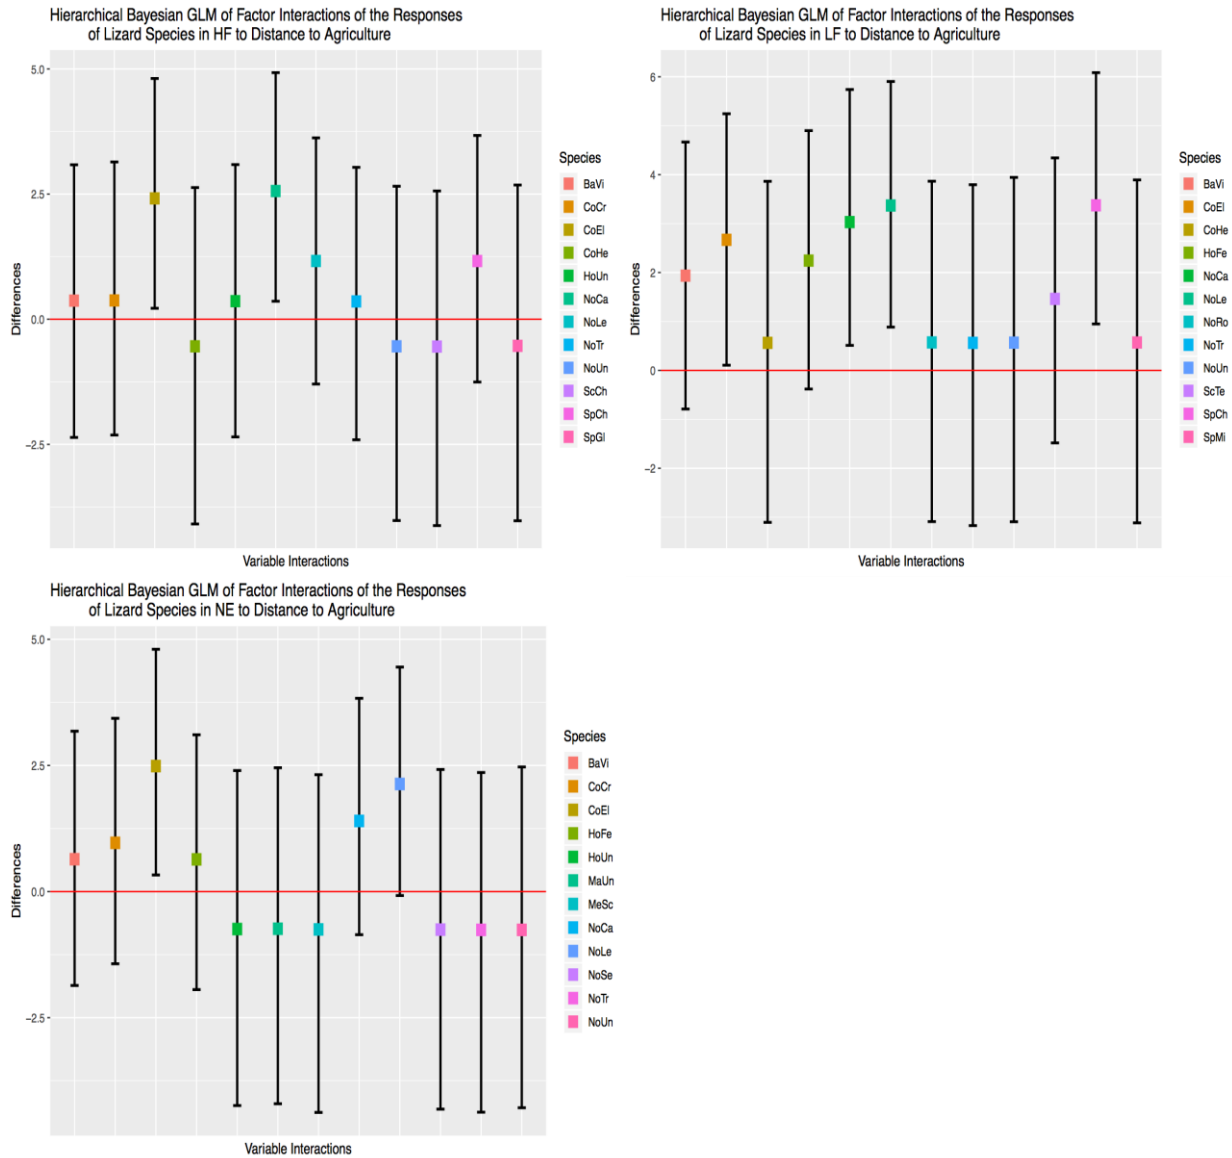 Hierarchical Bayesian GLM of Factor Interactions of the Responses
of Lizard Species in HF to Distance to Agriculture
5.0
2.5
0.0
−2.5
Differences
Variable Interactions
Species
BaVi
CoCr
CoEl
CoHe
HoUn
NoCa
NoLe
NoTr
NoUn
ScCh
SpCh
SpGl
Hierarchical Bayesian GLM of Factor Interactions of the Responses
of Lizard Species in LF to Distance to Agriculture
6
4
2
0
−2
Differences
Variable Interactions
Species
BaVi
CoEl
CoHe
HoFe
NoCa
NoLe
NoRo
NoTr
NoUn
ScTe
SpCh
SpMi
Hierarchical Bayesian GLM of Factor Interactions of the Responses
of Lizard Species in NE to Distance to Agriculture
5.0
2.5
0.0
−2.5
Differences
Variable Interactions
Species
BaVi
CoCr
CoEl
HoFe
HoUn
MaUn
MeSc
NoCa
NoLe
NoSe
NoTr
NoUn